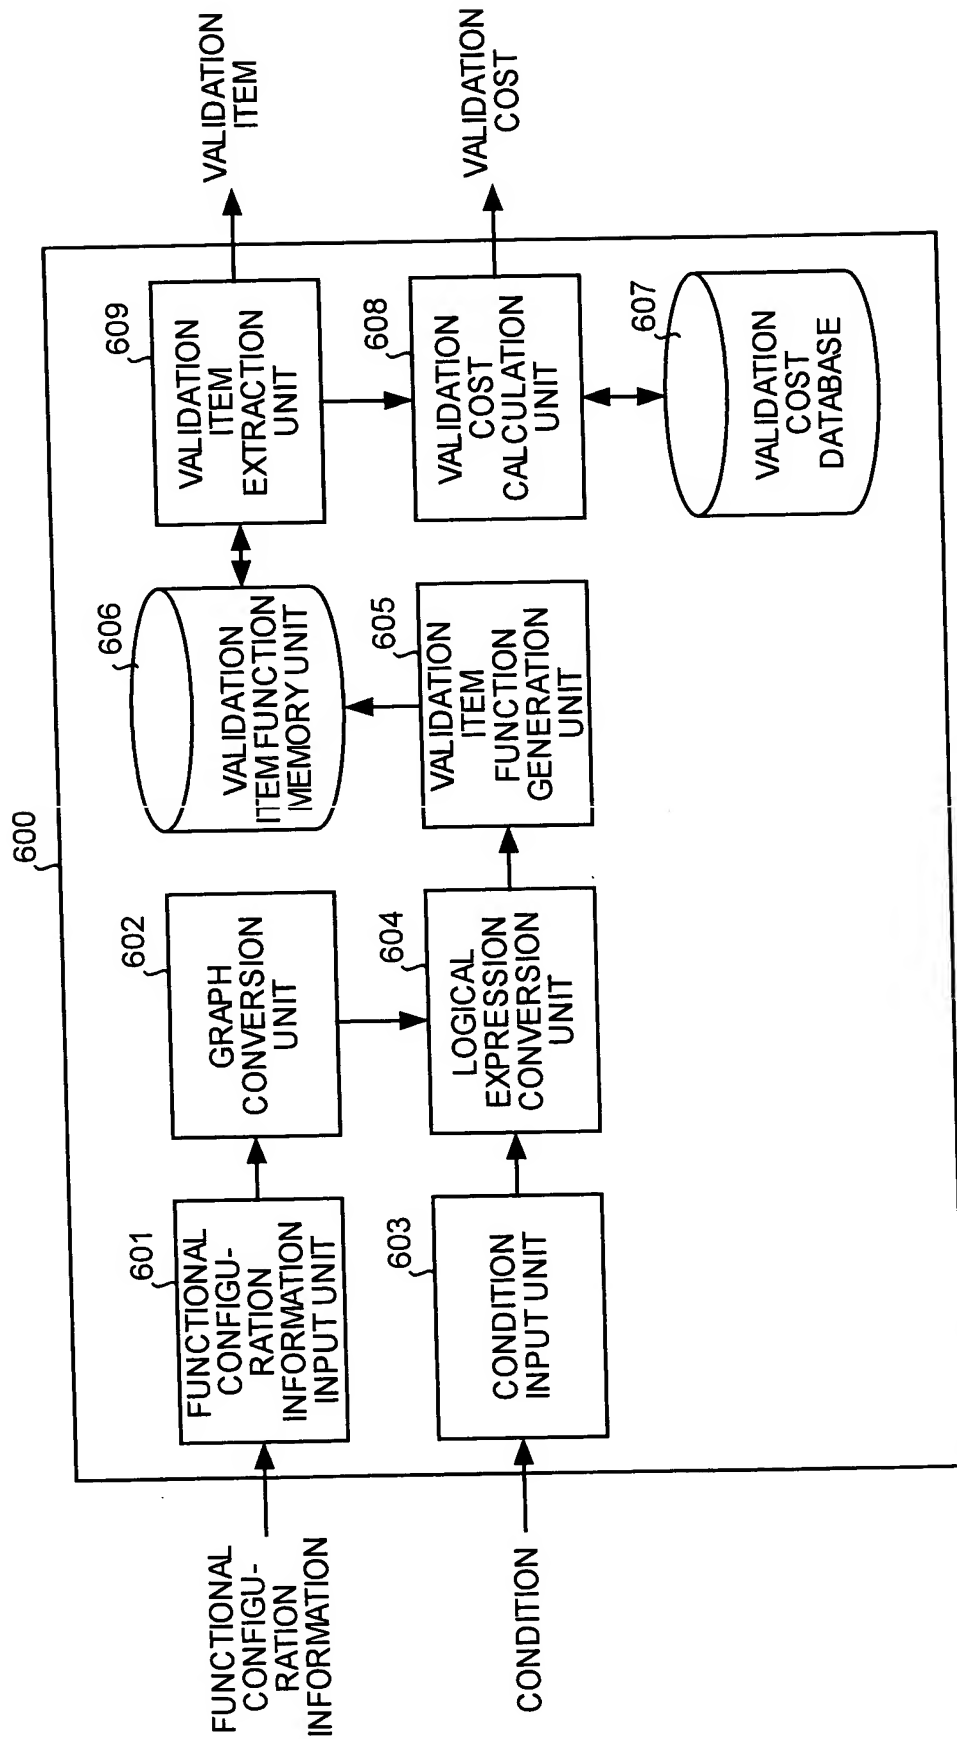 600
FUNCTIONAL
CONFIGU-
RATION
INFORMATION
601
FUNCTIONAL
CONFIGU-
RATION
INFORMATION
INPUT UNIT
602
GRAPH
CONVERSION
UNIT
606
VALIDATION
ITEM FUNCTION
MEMORY UNIT
609
VALIDATION
ITEM
EXTRACTION
UNIT
VALIDATION
ITEM
CONDITION
603
CONDITION
INPUT UNIT
604
LOGICAL
EXPRESSION
CONVERSION
UNIT
605
VALIDATION
ITEM
FUNCTION
GENERATION
UNIT
608
VALIDATION
COST
CALCULATION
UNIT
VALIDATION
COST
607
VALIDATION
COST
DATABASE